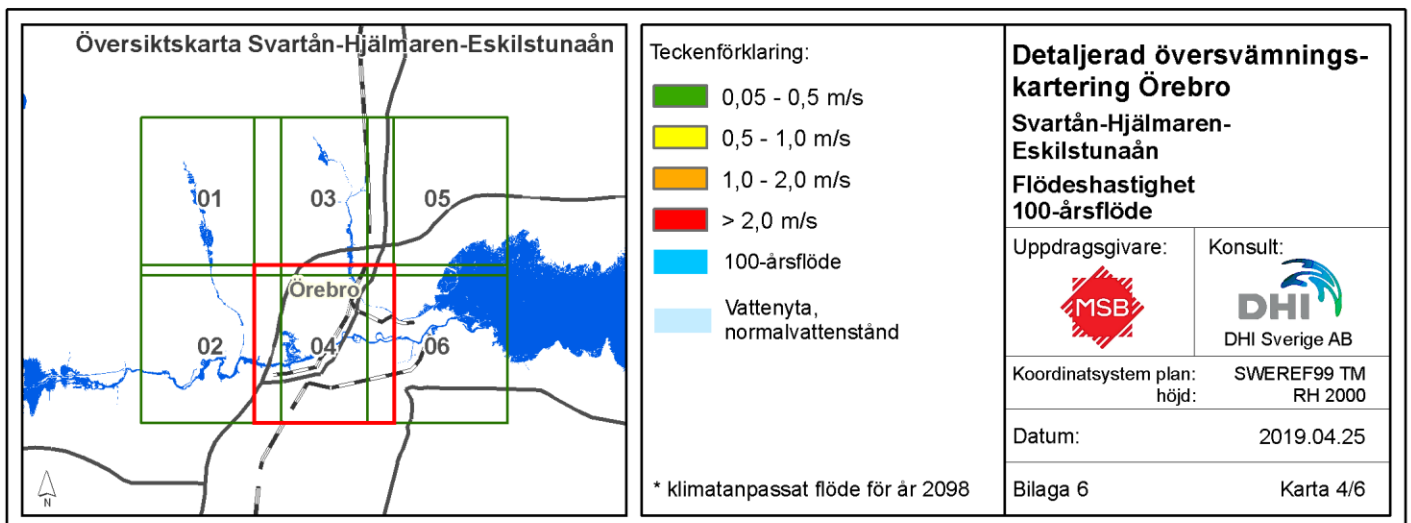 Översiktskarta Svartån-Hjälmaren-Eskilstunaån
01
03
05
Örebro
02
04
06
N
Teckenförklaring:
0,05 - 0,5 m/s
0,5 - 1,0 m/s
1,0 - 2,0 m/s
> 2,0 m/s
100-årsflöde
Vattenyta,
normalvattenstånd
* klimatanpassat flöde för år 2098
Detaljerad översvämnings-
kartering Örebro
Svartån-Hjälmaren-
Eskilstunaån
Flödeshastighet
100-årsflöde
Uppdragsgivare:
MSB
Konsult:
DHI
DHI Sverige AB
Koordinatsystem plan: SWEREF99 TM
höjd: RH 2000
Datum: 2019.04.25
Bilaga 6 Karta 4/6